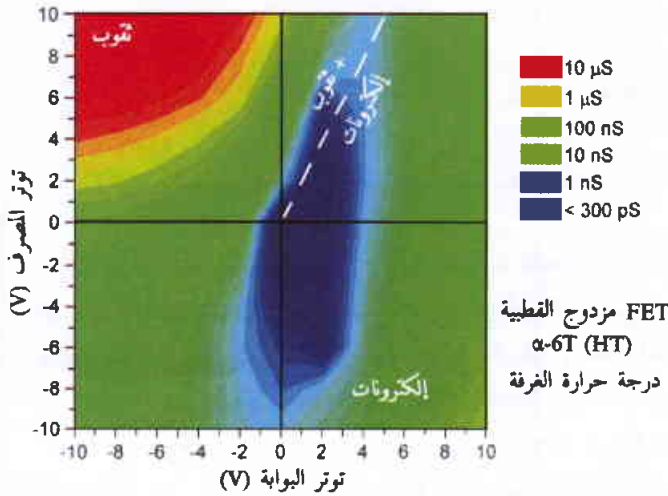 ثقوب
ثقوب +
إلكترونات
إلكترونات
10
8
6
4
2
0
-2
-4
-6
-8
-10
-10 -8 -6 -4 -2 0 2 4 6 8 10
توتر المصرف (V)
توتر البوابة (V)
10 µS
1 µS
100 nS
10 nS
1 nS
< 300 pS
FET مزدوج القطبية
α-6T (HT)
درجة حرارة الغرفة